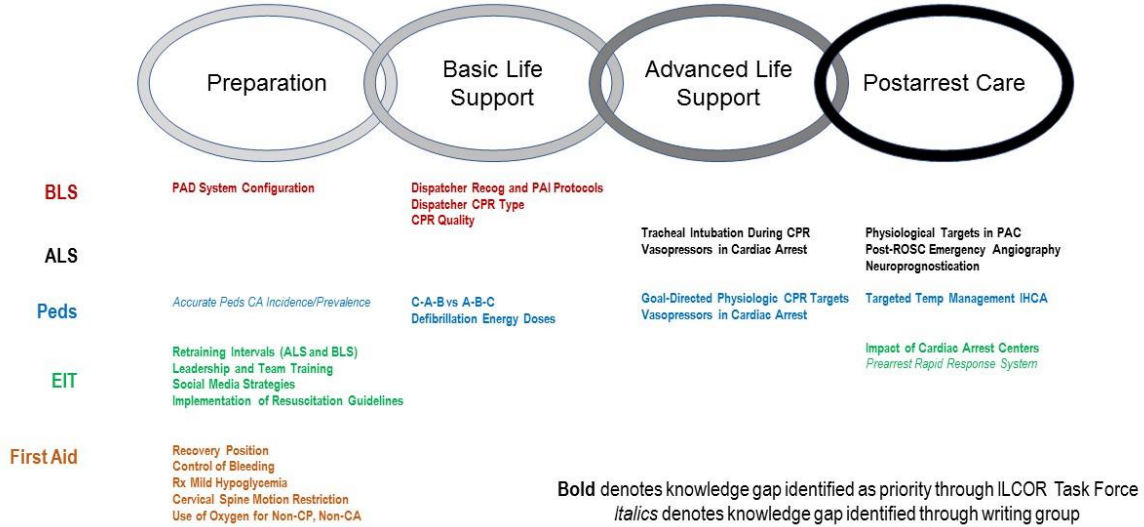 Preparation
Basic Life
Support
Advanced Life
Support
Postarrest Care
BLS
PAD System Configuration
Dispatcher Recog and PAI Protocols
Dispatcher CPR Type
CPR Quality
ALS
Tracheal Intubation During CPR
Vasopressors in Cardiac Arrest
Physiological Targets in PAC
Post-ROSC Emergency Angiography
Neuroprognostication
Peds
Accurate Peds CA Incidence/Prevalence
C-A-B vs A-B-C
Defibrillation Energy Doses
Goal-Directed Physiologic CPR Targets
Vasopressors in Cardiac Arrest
Targeted Temp Management IHCA
EIT
Retraining Intervals (ALS and BLS)
Leadership and Team Training
Social Media Strategies
Implementation of Resuscitation Guidelines
Impact of Cardiac Arrest Centers
Prearrest Rapid Response System
First Aid
Recovery Position
Control of Bleeding
Rx Mild Hypoglycemia
Cervical Spine Motion Restriction
Use of Oxygen for Non-CP, Non-CA
Bold denotes knowledge gap identified as priority through ILCOR Task Force
Italics denotes knowledge gap identified through writing group